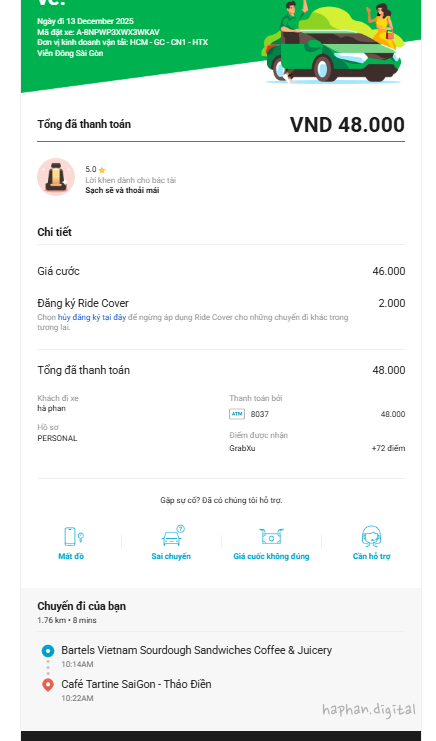 Ngày đi 13 December 2025
Mã đặt xe: A-BNPWP3XWX3WKAV
Đơn vị kinh doanh vận tải: HCM - GC - CN1 - HTX
Viễn Đông Sài Gòn
Tổng đã thanh toán
VND 48.000
5.0
Lời khen dành cho bác tài
Sạch sẽ và thoải mái
Chi tiết
Giá cước
46.000
Đăng ký Ride Cover
2.000
Chọn hủy đăng ký tại đây để ngừng áp dụng Ride Cover cho những chuyến đi khác trong
tương lai.
Tổng đã thanh toán
48.000
Khách đi xe
hà phan
Hồ sơ
PERSONAL
Thanh toán bởi
ATM 8037
48.000
Điểm được nhận
GrabXu
+72 điểm
Gặp sự cố? Đã có chúng tôi hỗ trợ.
Mất đồ
Sai chuyến
Giá cuốc không đúng
Cần hỗ trợ
Chuyến đi của bạn
1.76 km • 8 mins
Bartels Vietnam Sourdough Sandwiches Coffee & Juicery
10:14AM
Café Tartine SaiGon - Thảo Điền
10:22AM
haphan.digital